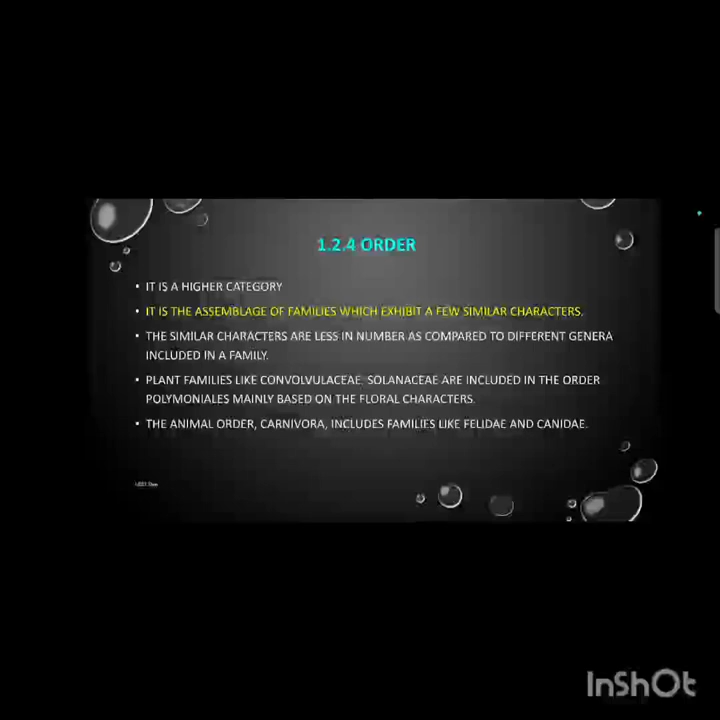 1.2.4 ORDER
• IT IS A HIGHER CATEGORY
• IT IS THE ASSEMBLAGE OF FAMILIES WHICH EXHIBIT A FEW SIMILAR CHARACTERS.
• THE SIMILAR CHARACTERS ARE LESS IN NUMBER AS COMPARED TO DIFFERENT GENERA
INCLUDED IN A FAMILY.
• PLANT FAMILIES LIKE CONVOLVULACEAE, SOLANACEAE ARE INCLUDED IN THE ORDER
POLYMONIALES MAINLY BASED ON THE FLORAL CHARACTERS.
• THE ANIMAL ORDER, CARNIVORA, INCLUDES FAMILIES LIKE FELIDAE AND CANIDAE.
InShOt